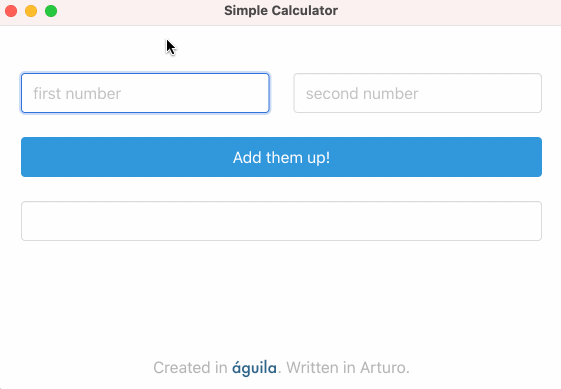 Simple Calculator
first number second number
Add them up!
Created in águila. Written in Arturo.